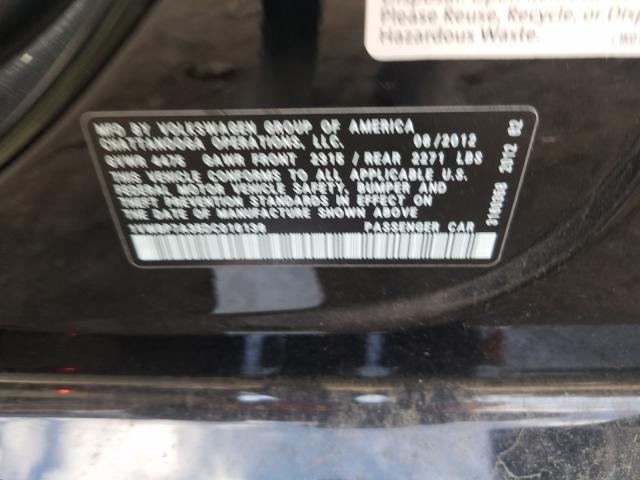 Please Reuse, Recycle, or
Hazardous Waste.
MFD. BY VOLKSWAGEN GROUP OF AMERICA
CHATTANOOGA OPERATIONS, LLC. 08/2012
GVWR 4475 GAWR FRONT 2315 / REAR 2271 LBS
THIS VEHICLE CONFORMS TO ALL APPLICABLE U.S.
FEDERAL MOTOR VEHICLE SAFETY, BUMPER AND
THEFT PREVENTION STANDARDS IN EFFECT ON
THE DATE OF MANUFACTURE SHOWN ABOVE
PASSENGER CAR
2012 02